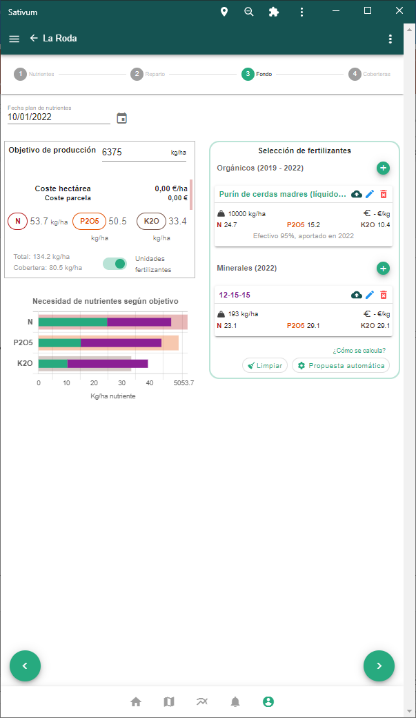 Sativum
La Roda
1 Nutrientes
2 Reparto
3 Fondo
4 Coberteras
Fecha plan de nutrientes
10/01/2022
Objetivo de producción 6375 kg/ha
Coste hectárea 0,00 €/ha
Coste parcela 0,00 €
N 53.7 kg/ha P2O5 50.5 kg/ha K2O 33.4 kg/ha
Total: 134.2 kg/ha
Cobertera: 80.5 kg/ha
Unidades fertilizantes
Necesidad de nutrientes según objetivo
N
P2O5
K2O
0 10 20 30 40 5053.7
Kg/ha nutriente
Selección de fertilizantes
Orgánicos (2019 - 2022)
Purín de cerdas madres (líquido...
10000 kg/ha € - €/kg
N 24.7 P2O5 15.2 K2O 10.4
Efectivo 95%, aportado en 2022
Minerales (2022)
12-15-15
193 kg/ha € - €/kg
N 23.1 P2O5 29.1 K2O 29.1
¿Cómo se calcula?
Limpiar
Propuesta automática